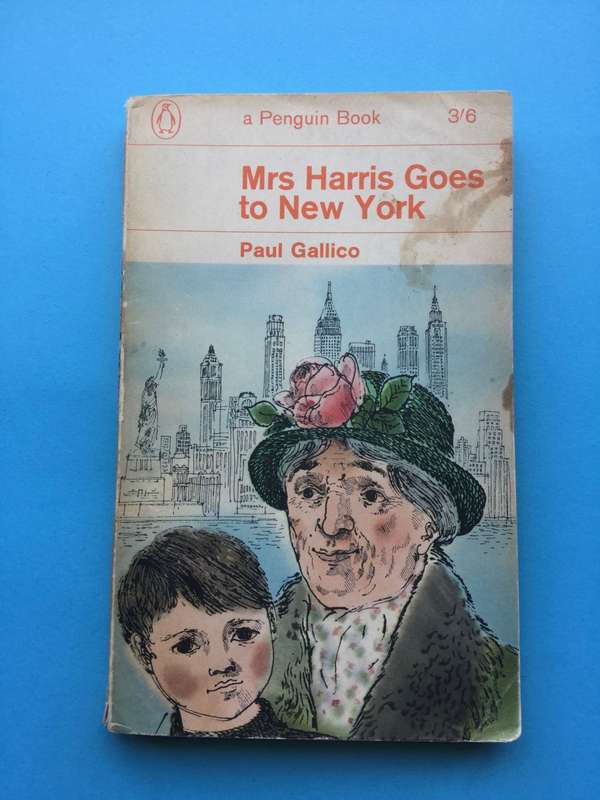 a Penguin Book 3/6
Mrs Harris Goes
to New York
Paul Gallico